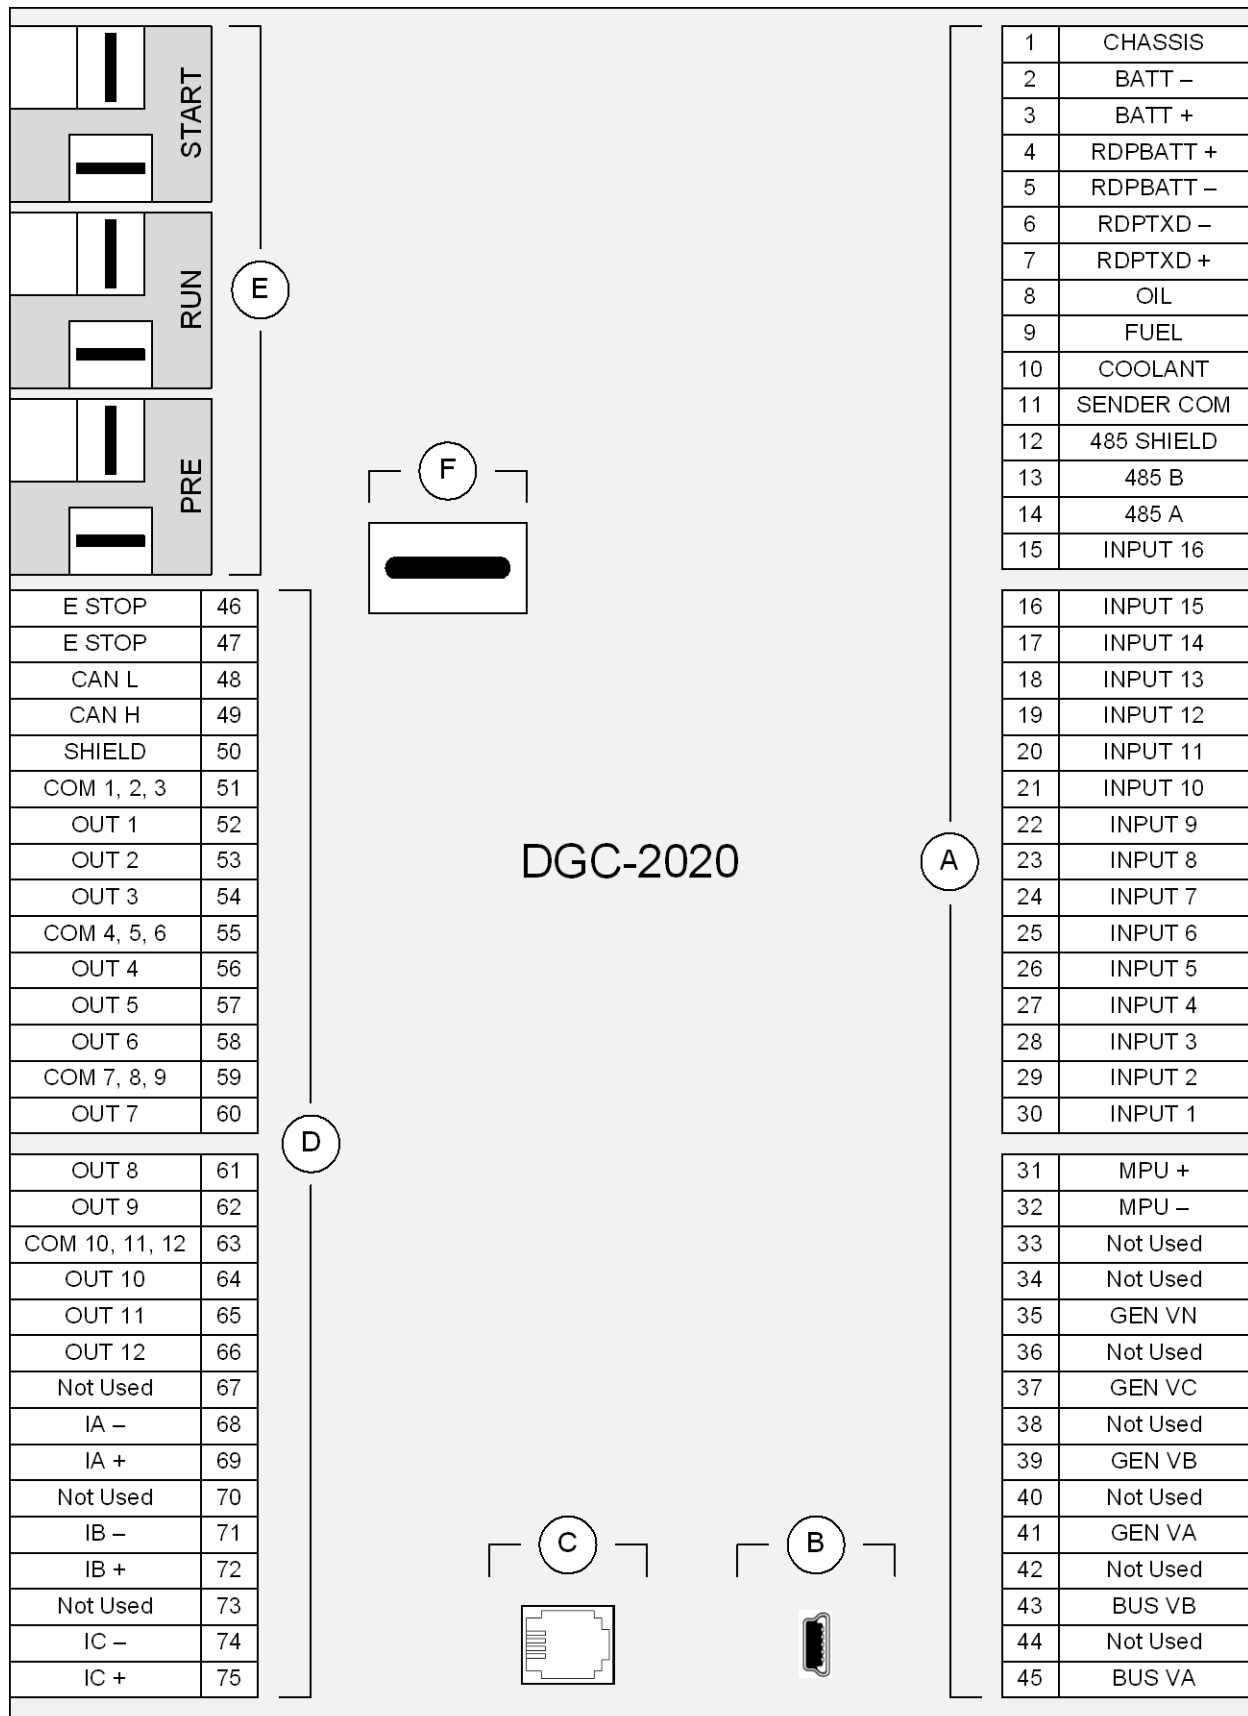 START
RUN
PRE
E
F
E STOP 46
E STOP 47
CAN L 48
CAN H 49
SHIELD 50
COM 1, 2, 3 51
OUT 1 52
OUT 2 53
OUT 3 54
COM 4, 5, 6 55
OUT 4 56
OUT 5 57
OUT 6 58
COM 7, 8, 9 59
OUT 7 60
OUT 8 61
OUT 9 62
COM 10, 11, 12 63
OUT 10 64
OUT 11 65
OUT 12 66
Not Used 67
IA – 68
IA + 69
Not Used 70
IB – 71
IB + 72
Not Used 73
IC – 74
IC + 75
D
DGC-2020
C
B
A
1 CHASSIS
2 BATT –
3 BATT +
4 RDPBATT +
5 RDPBATT –
6 RDPTXD –
7 RDPTXD +
8 OIL
9 FUEL
10 COOLANT
11 SENDER COM
12 485 SHIELD
13 485 B
14 485 A
15 INPUT 16
16 INPUT 15
17 INPUT 14
18 INPUT 13
19 INPUT 12
20 INPUT 11
21 INPUT 10
22 INPUT 9
23 INPUT 8
24 INPUT 7
25 INPUT 6
26 INPUT 5
27 INPUT 4
28 INPUT 3
29 INPUT 2
30 INPUT 1
31 MPU +
32 MPU –
33 Not Used
34 Not Used
35 GEN VN
36 Not Used
37 GEN VC
38 Not Used
39 GEN VB
40 Not Used
41 GEN VA
42 Not Used
43 BUS VB
44 Not Used
45 BUS VA